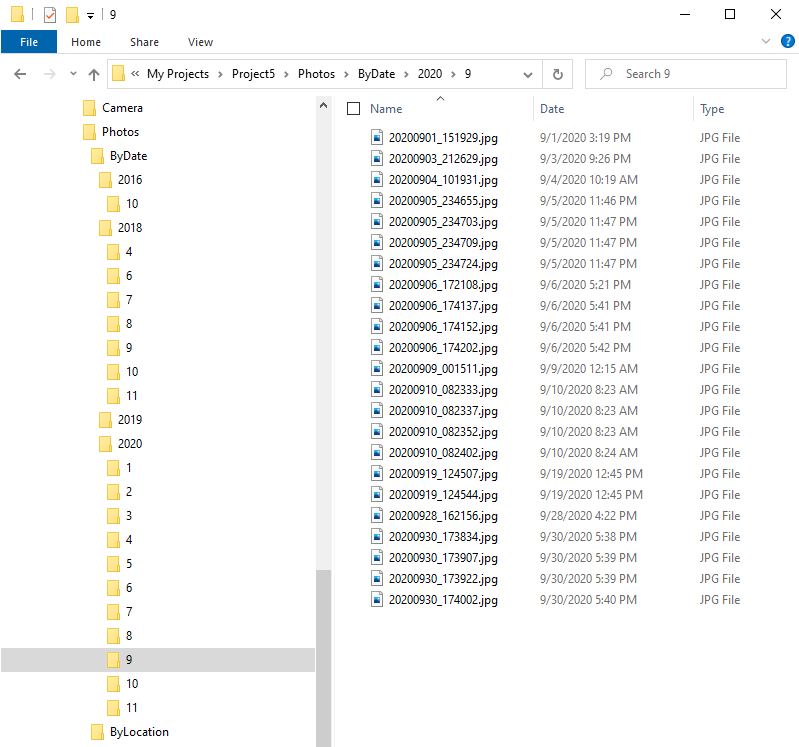 9
File Home Share View
« My Projects > Project5 > Photos > ByDate > 2020 > 9 Search 9
Camera
Photos
ByDate
2016
10
2018
4
6
7
8
9
10
11
2019
2020
1
2
3
4
5
6
7
8
9
10
11
ByLocation
Name Date Type
20200901_151929.jpg 9/1/2020 3:19 PM JPG File
20200903_212629.jpg 9/3/2020 9:26 PM JPG File
20200904_101931.jpg 9/4/2020 10:19 AM JPG File
20200905_234655.jpg 9/5/2020 11:46 PM JPG File
20200905_234703.jpg 9/5/2020 11:47 PM JPG File
20200905_234709.jpg 9/5/2020 11:47 PM JPG File
20200905_234724.jpg 9/5/2020 11:47 PM JPG File
20200906_172108.jpg 9/6/2020 5:21 PM JPG File
20200906_174137.jpg 9/6/2020 5:41 PM JPG File
20200906_174152.jpg 9/6/2020 5:41 PM JPG File
20200906_174202.jpg 9/6/2020 5:42 PM JPG File
20200909_001511.jpg 9/9/2020 12:15 AM JPG File
20200910_082333.jpg 9/10/2020 8:23 AM JPG File
20200910_082337.jpg 9/10/2020 8:23 AM JPG File
20200910_082352.jpg 9/10/2020 8:23 AM JPG File
20200910_082402.jpg 9/10/2020 8:24 AM JPG File
20200919_124507.jpg 9/19/2020 12:45 PM JPG File
20200919_124544.jpg 9/19/2020 12:45 PM JPG File
20200928_162156.jpg 9/28/2020 4:22 PM JPG File
20200930_173834.jpg 9/30/2020 5:38 PM JPG File
20200930_173907.jpg 9/30/2020 5:39 PM JPG File
20200930_173922.jpg 9/30/2020 5:39 PM JPG File
20200930_174002.jpg 9/30/2020 5:40 PM JPG File